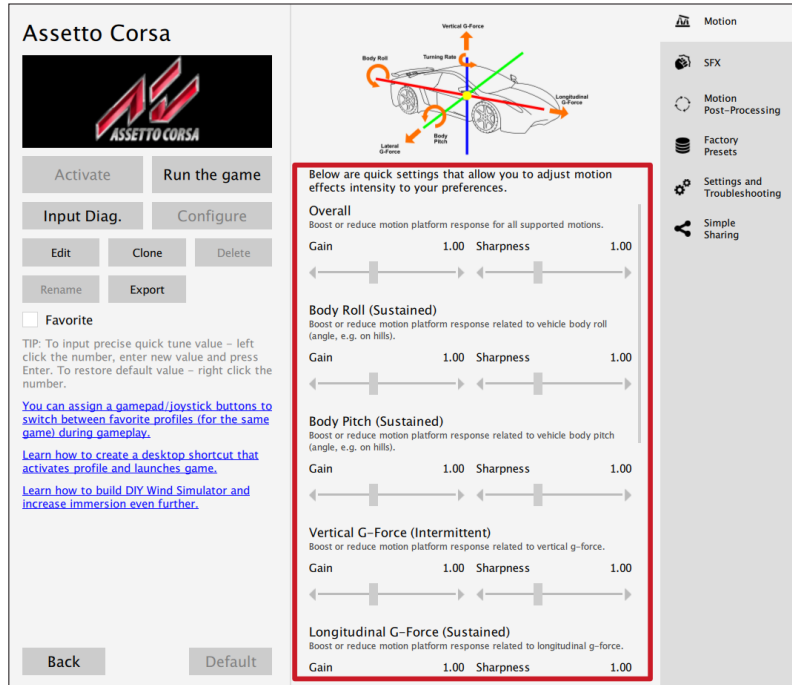 Assetto Corsa
ASSETTO CORSA
Activate
Run the game
Input Diag.
Configure
Edit
Clone
Delete
Rename
Export
Favorite
TIP: To input precise quick tune value – left
click the number, enter new value and press
Enter. To restore default value – right click the
number.
You can assign a gamepad/joystick buttons to
switch between favorite profiles (for the same
game) during gameplay.
Learn how to create a desktop shortcut that
activates profile and launches game.
Learn how to build DIY Wind Simulator and
increase immersion even further.
Back
Default
Vertical G-Force
Body Roll
Turning Rate
Longitudinal
G-Force
Body
Pitch
Lateral
G-Force
Below are quick settings that allow you to adjust motion
effects intensity to your preferences.
Overall
Boost or reduce motion platform response for all supported motions.
Gain 1.00 Sharpness 1.00
Body Roll (Sustained)
Boost or reduce motion platform response related to vehicle body roll
(angle, e.g. on hills).
Gain 1.00 Sharpness 1.00
Body Pitch (Sustained)
Boost or reduce motion platform response related to vehicle body pitch
(angle, e.g. on hills).
Gain 1.00 Sharpness 1.00
Vertical G-Force (Intermittent)
Boost or reduce motion platform response related to vertical g-force.
Gain 1.00 Sharpness 1.00
Longitudinal G-Force (Sustained)
Boost or reduce motion platform response related to longitudinal g-force.
Gain 1.00 Sharpness 1.00
Motion
SFX
Motion
Post-Processing
Factory
Presets
Settings and
Troubleshooting
Simple
Sharing